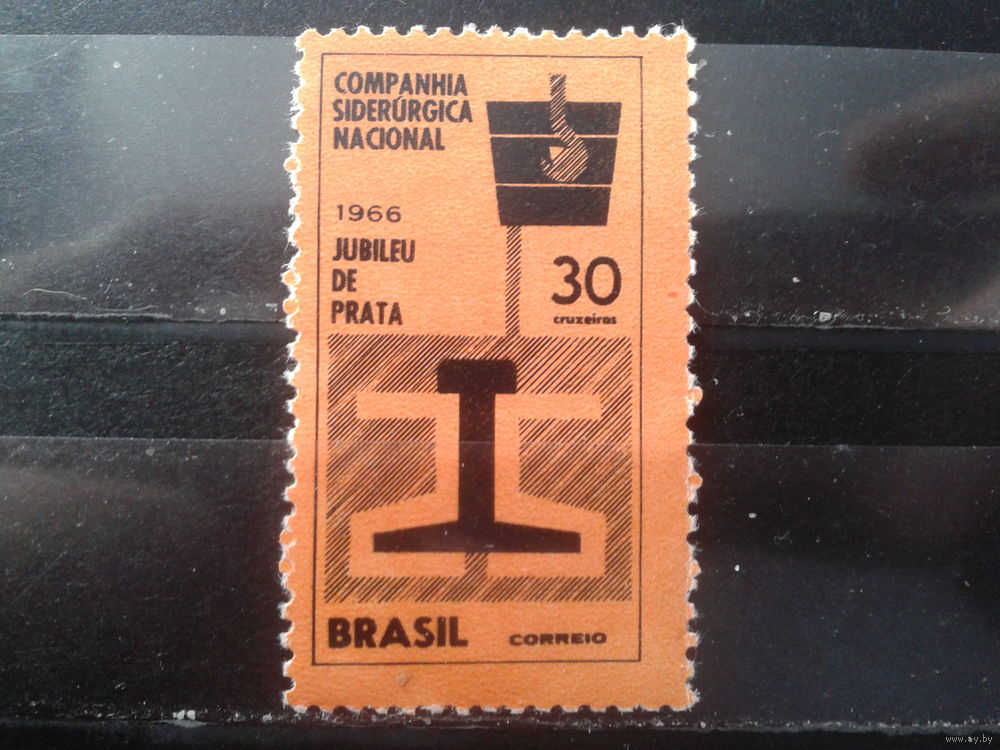 COMPANHIA
SIDERÚRGICA
NACIONAL
1966
JUBILEU
DE
PRATA
30
cruzeiros
BRASIL
CORREIO
www.ay.by